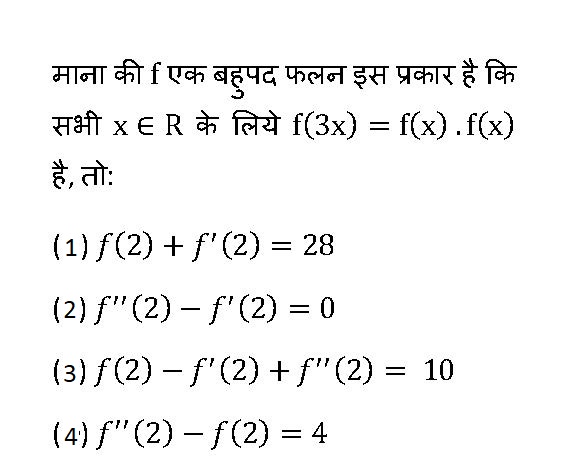 माना की f एक बहुपद फलन इस प्रकार है कि
सभी x ∈ R के लिये f(3x) = f(x) . f(x)
है, तो:
(1) f(2) + f'(2) = 28
(2) f''(2) − f'(2) = 0
(3) f(2) − f'(2) + f''(2) = 10
(4) f''(2) − f(2) = 4